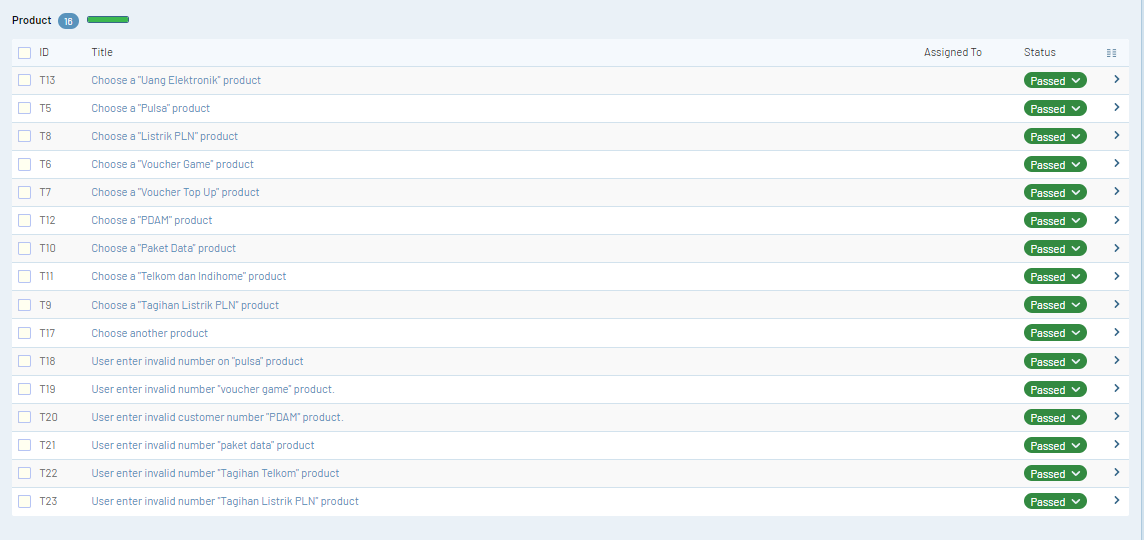 Product 16
ID Title Assigned To Status
T13 Choose a "Uang Elektronik" product Passed
T5 Choose a "Pulsa" product Passed
T8 Choose a "Listrik PLN" product Passed
T6 Choose a "Voucher Game" product Passed
T7 Choose a "Voucher Top Up" product Passed
T12 Choose a "PDAM" product Passed
T10 Choose a "Paket Data" product Passed
T11 Choose a "Telkom dan Indihome" product Passed
T9 Choose a "Tagihan Listrik PLN" product Passed
T17 Choose another product Passed
T18 User enter invalid number on "pulsa" product Passed
T19 User enter invalid number "voucher game" product. Passed
T20 User enter invalid customer number "PDAM" product. Passed
T21 User enter invalid number "paket data" product Passed
T22 User enter invalid number "Tagihan Telkom" product Passed
T23 User enter invalid number "Tagihan Listrik PLN" product Passed